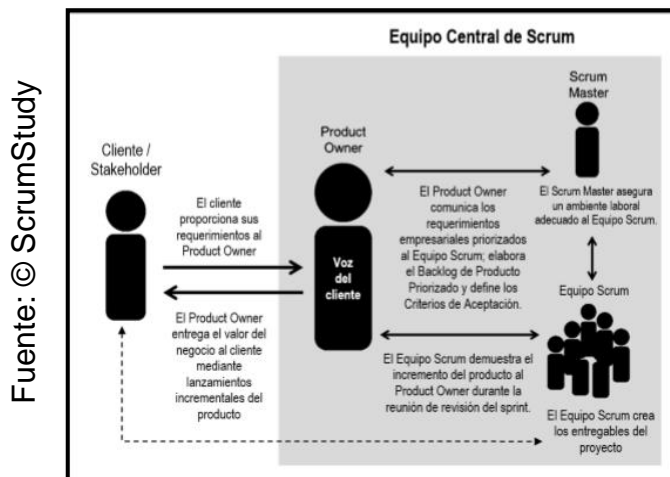 Fuente: © ScrumStudy
Equipo Central de Scrum
Cliente /
Stakeholder
El cliente
proporciona sus
requerimientos al
Product Owner
El Product Owner
entrega el valor del
negocio al cliente
mediante
lanzamientos
incrementales del
producto
Product
Owner
Voz
del
cliente
El Product Owner
comunica los
requerimientos
empresariales priorizados
al Equipo Scrum; elabora
el Backlog de Producto
Priorizado y define los
Criterios de Aceptación.
El Equipo Scrum demuestra el
incremento del producto al
Product Owner durante la
reunión de revisión del sprint.
Scrum
Master
El Scrum Master asegura
un ambiente laboral
adecuado al Equipo Scrum.
Equipo Scrum
El Equipo Scrum crea
los entregables del
proyecto